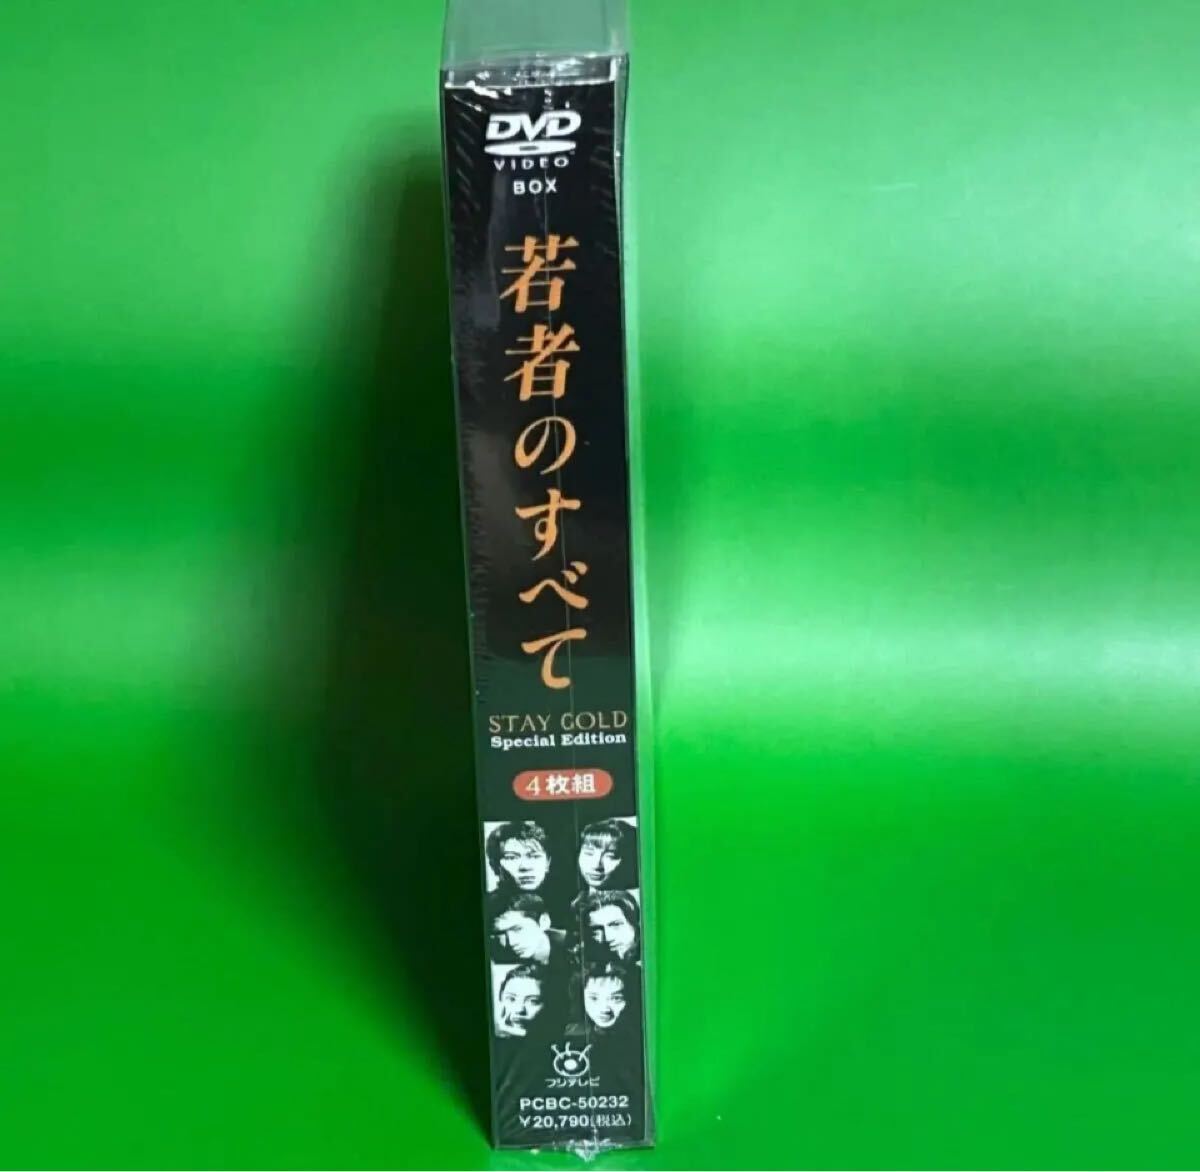 DVD
VIDEO
BOX
若者のすべて
STAY GOLD
Special Edition
4枚組
フジテレビ
PCBC-50232
¥20,790(税込)